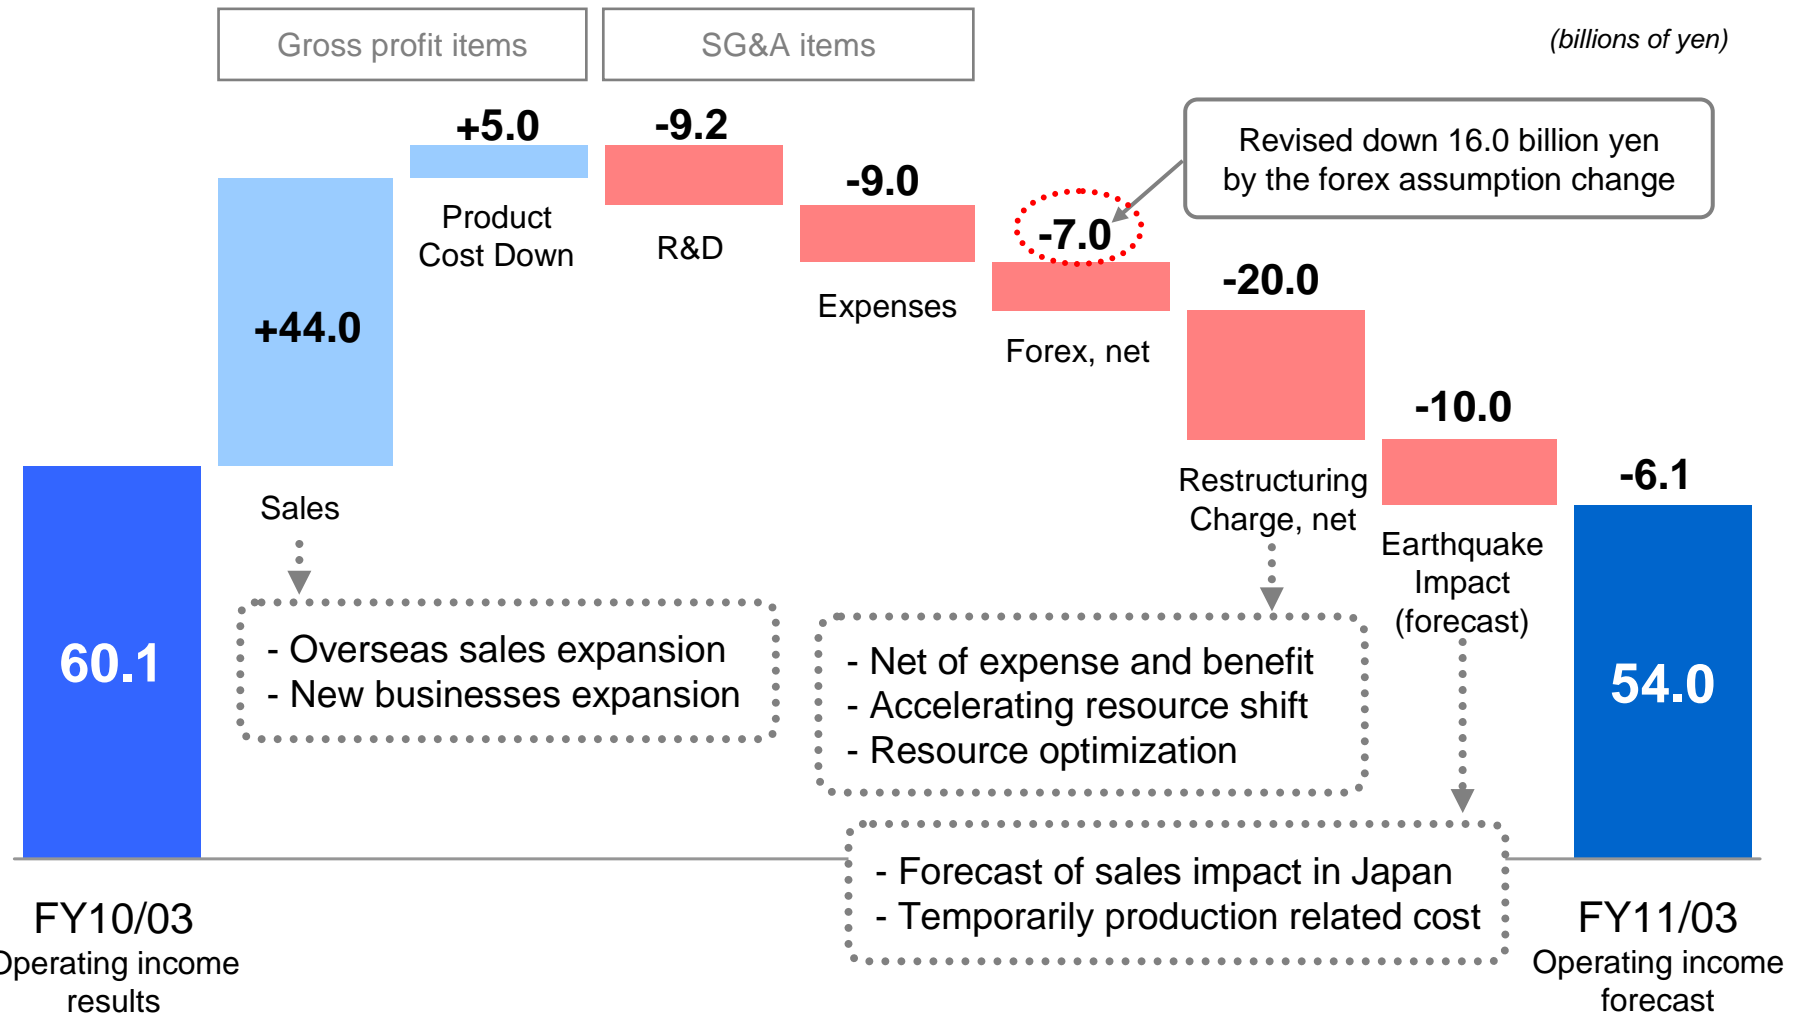 Gross profit items
SG&A items
(billions of yen)
+5.0
-9.2
Revised down 16.0 billion yen
by the forex assumption change
-9.0
Product
Cost Down
R&D
-7.0
Expenses
-20.0
+44.0
Forex, net
-10.0
-6.1
Sales
Restructuring
Charge, net
Earthquake
Impact
(forecast)
60.1
- Overseas sales expansion
- New businesses expansion
- Net of expense and benefit
- Accelerating resource shift
- Resource optimization
54.0
- Forecast of sales impact in Japan
- Temporarily production related cost
FY10/03
Operating income
results
FY11/03
Operating income
forecast